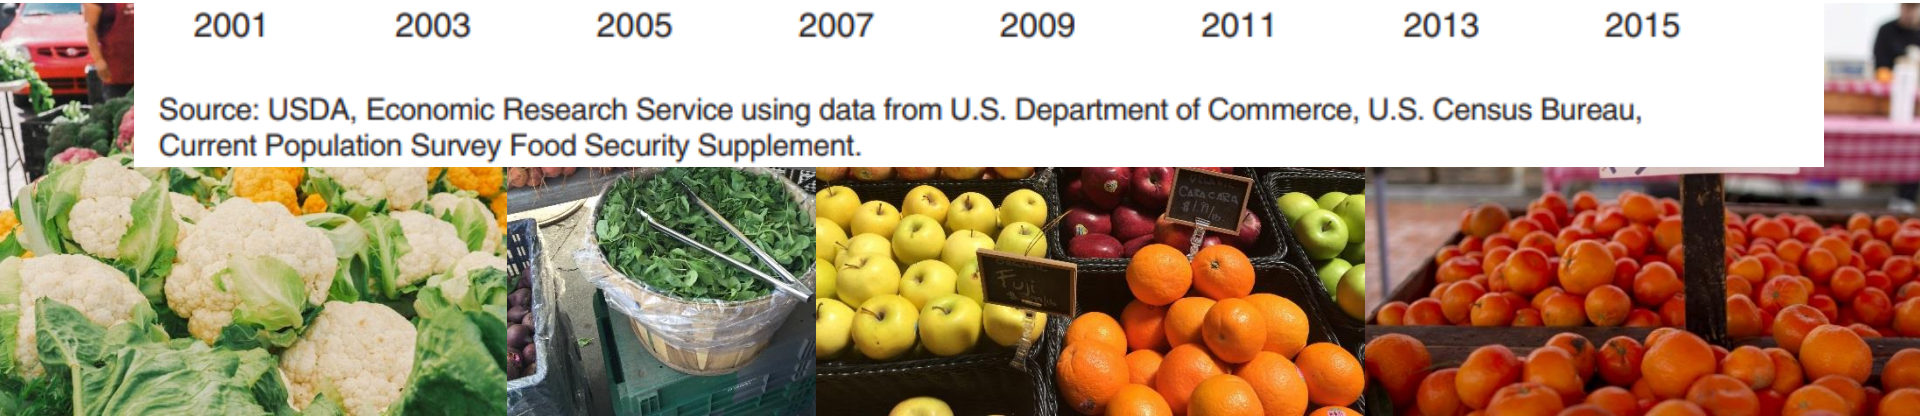 2001 2003 2005 2007 2009 2011 2013 2015
Source: USDA, Economic Research Service using data from U.S. Department of Commerce, U.S. Census Bureau,
Current Population Survey Food Security Supplement.
Fuji